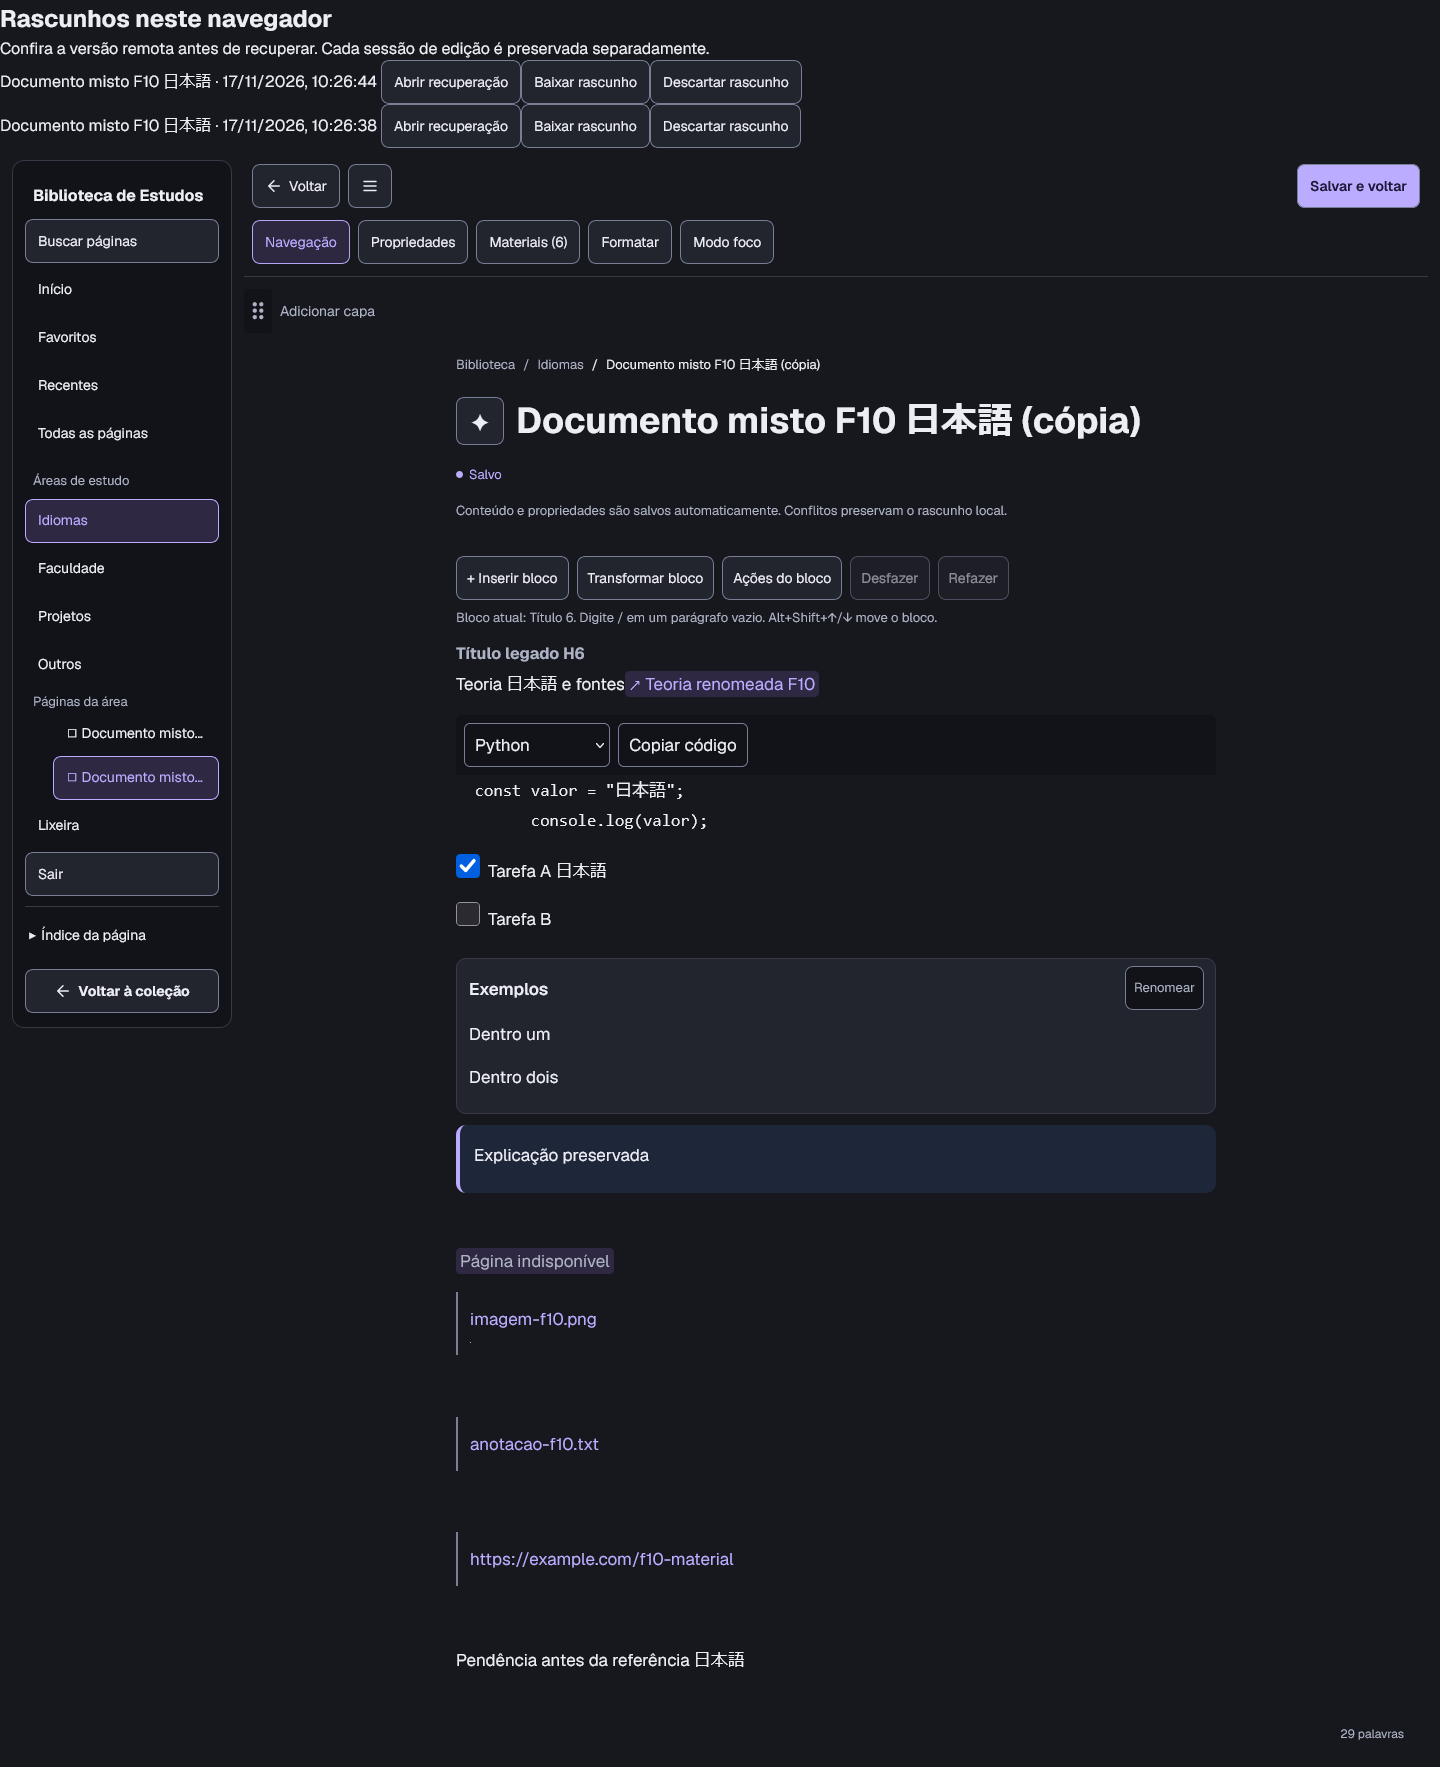 Rascunhos neste navegador
Confira a versão remota antes de recuperar. Cada sessão de edição é preservada separadamente.
Documento misto F10 日本語 · 17/11/2026, 10:26:44 Abrir recuperação Baixar rascunho Descartar rascunho
Documento misto F10 日本語 · 17/11/2026, 10:26:38 Abrir recuperação Baixar rascunho Descartar rascunho
Biblioteca de Estudos
Buscar páginas
Início
Favoritos
Recentes
Todas as páginas
Áreas de estudo
Idiomas
Faculdade
Projetos
Outros
Páginas da área
Documento misto...
Documento misto...
Lixeira
Sair
Índice da página
← Voltar à coleção
← Voltar
Salvar e voltar
Navegação Propriedades Materiais (6) Formatar Modo foco
Adicionar capa
Biblioteca / Idiomas / Documento misto F10 日本語 (cópia)
Documento misto F10 日本語 (cópia)
Salvo
Conteúdo e propriedades são salvos automaticamente. Conflitos preservam o rascunho local.
+ Inserir bloco Transformar bloco Ações do bloco Desfazer Refazer
Bloco atual: Título 6. Digite / em um parágrafo vazio. Alt+Shift+↑/↓ move o bloco.
Título legado H6
Teoria 日本語 e fontes ↗ Teoria renomeada F10
Python Copiar código
const valor = "日本語";
console.log(valor);
Tarefa A 日本語
Tarefa B
Exemplos
Renomear
Dentro um
Dentro dois
Explicação preservada
Página indisponível
imagem-f10.png
anotacao-f10.txt
https://example.com/f10-material
Pendência antes da referência 日本語
29 palavras